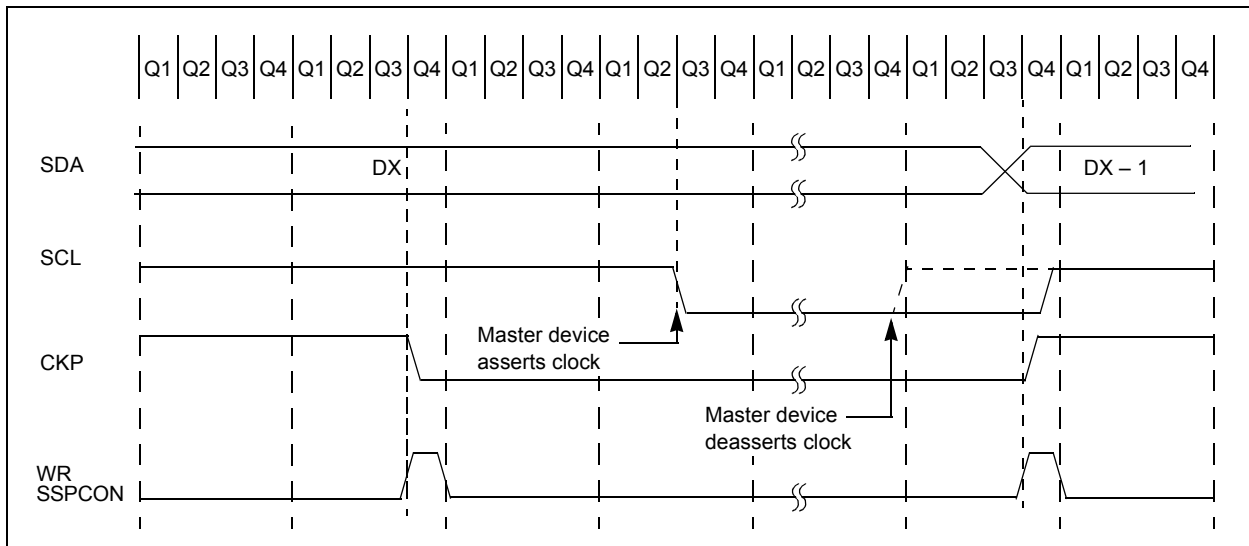 Q1 Q2 Q3 Q4 Q1 Q2 Q3 Q4 Q1 Q2 Q3 Q4 Q1 Q2 Q3 Q4 Q1 Q2 Q3 Q4 Q1 Q2 Q3 Q4 Q1 Q2 Q3 Q4
SDA
DX
DX – 1
SCL
Master device
asserts clock
CKP
Master device
deasserts clock
WR
SSPCON